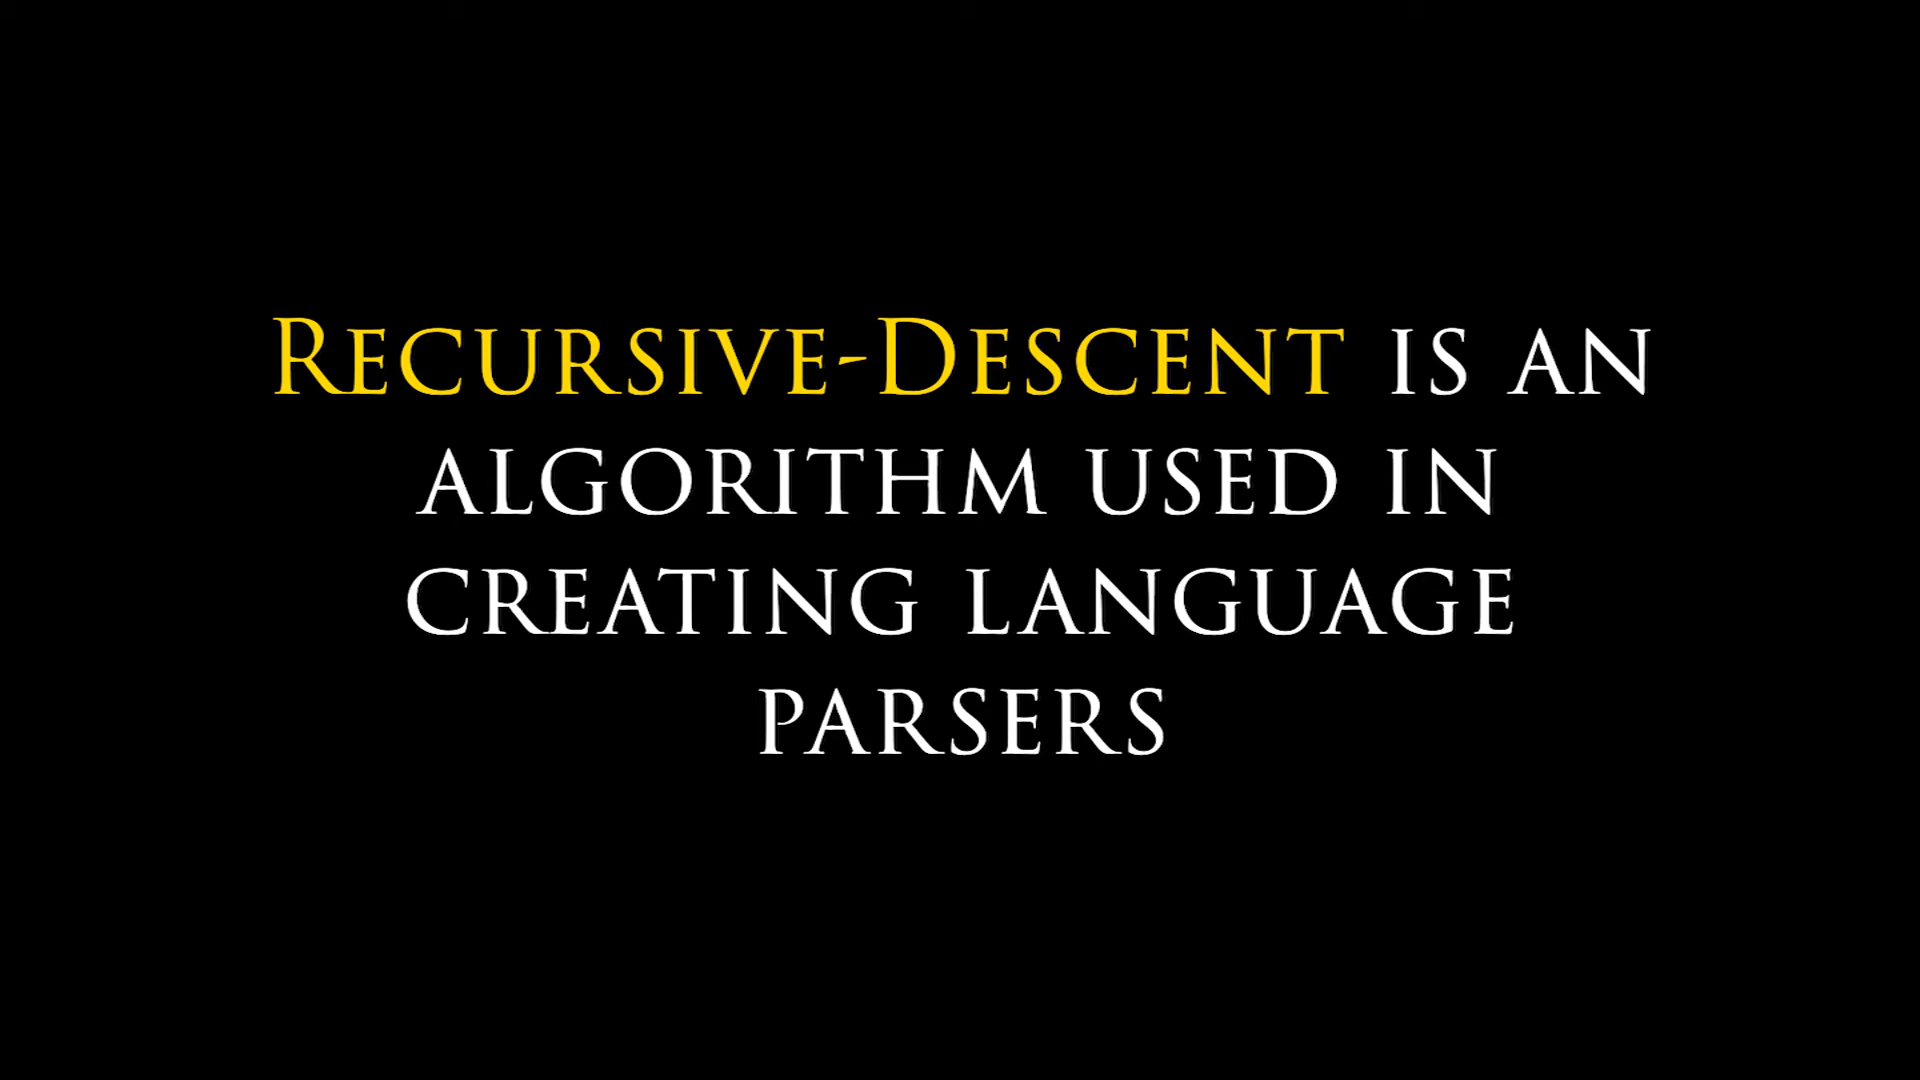 Recursive-Descent is an
algorithm used in
creating language
parsers